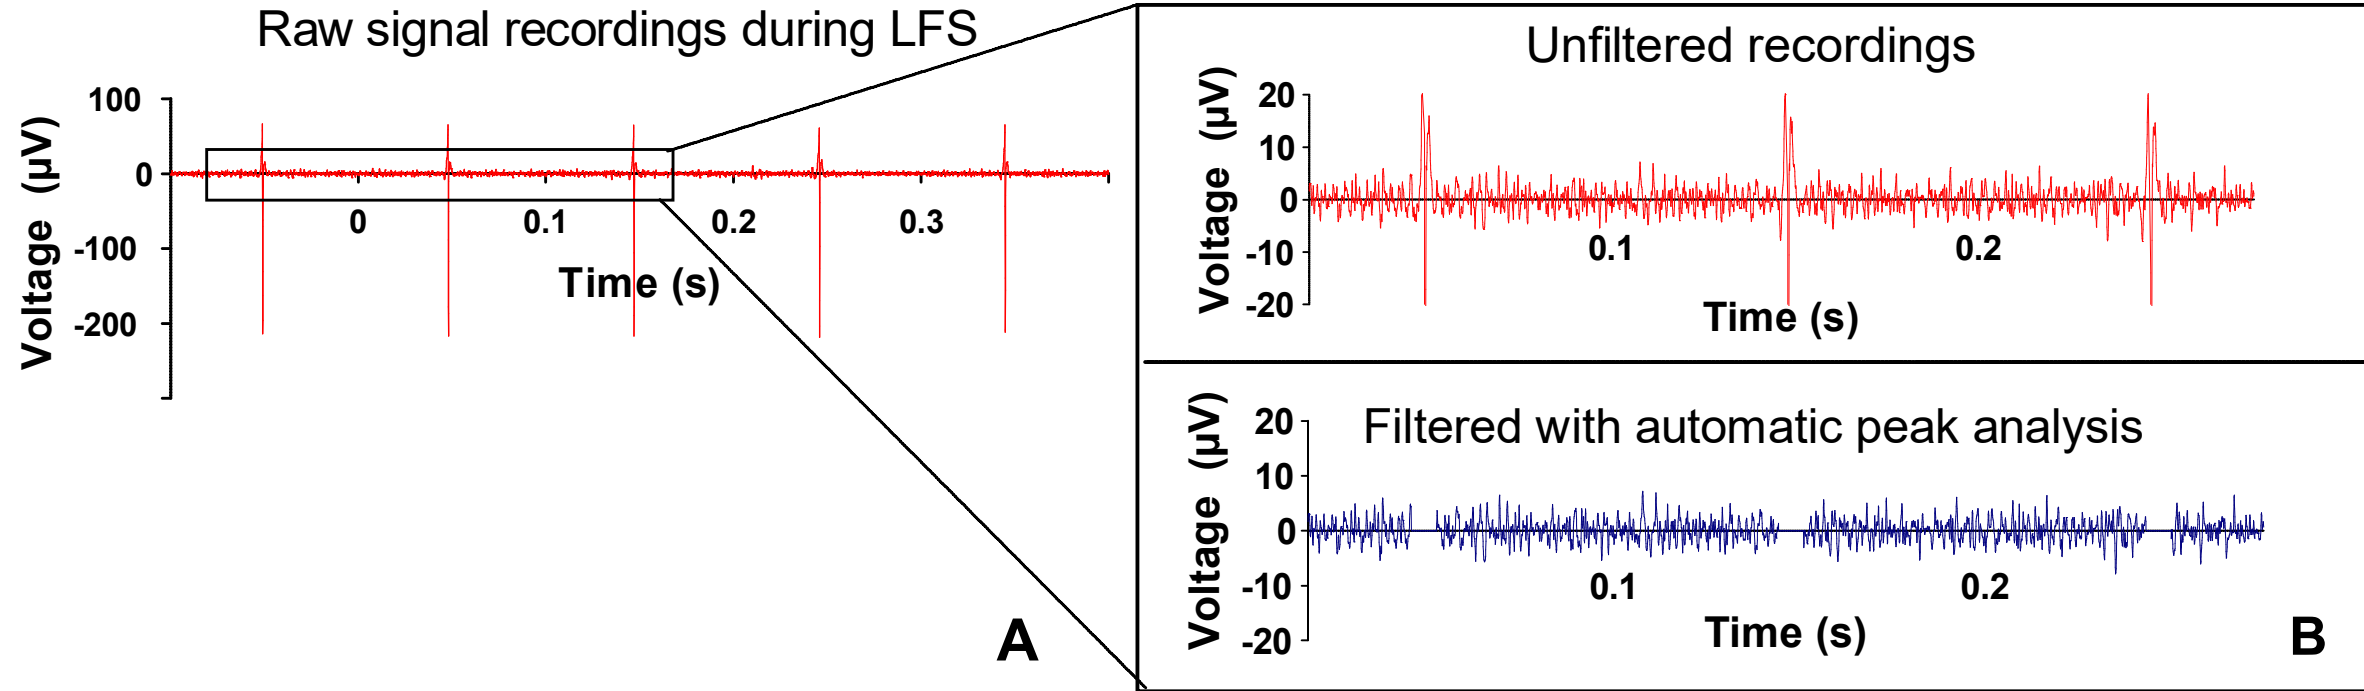 Raw signal recordings during LFS
100
0
-100
-200
Voltage (µV)
0 0.1 0.2 0.3
Time (s)
A
Unfiltered recordings
20
10
0
-10
-20
Voltage (µV)
0.1 0.2
Time (s)
Filtered with automatic peak analysis
20
10
0
-10
-20
Voltage (µV)
0.1 0.2
Time (s)
B